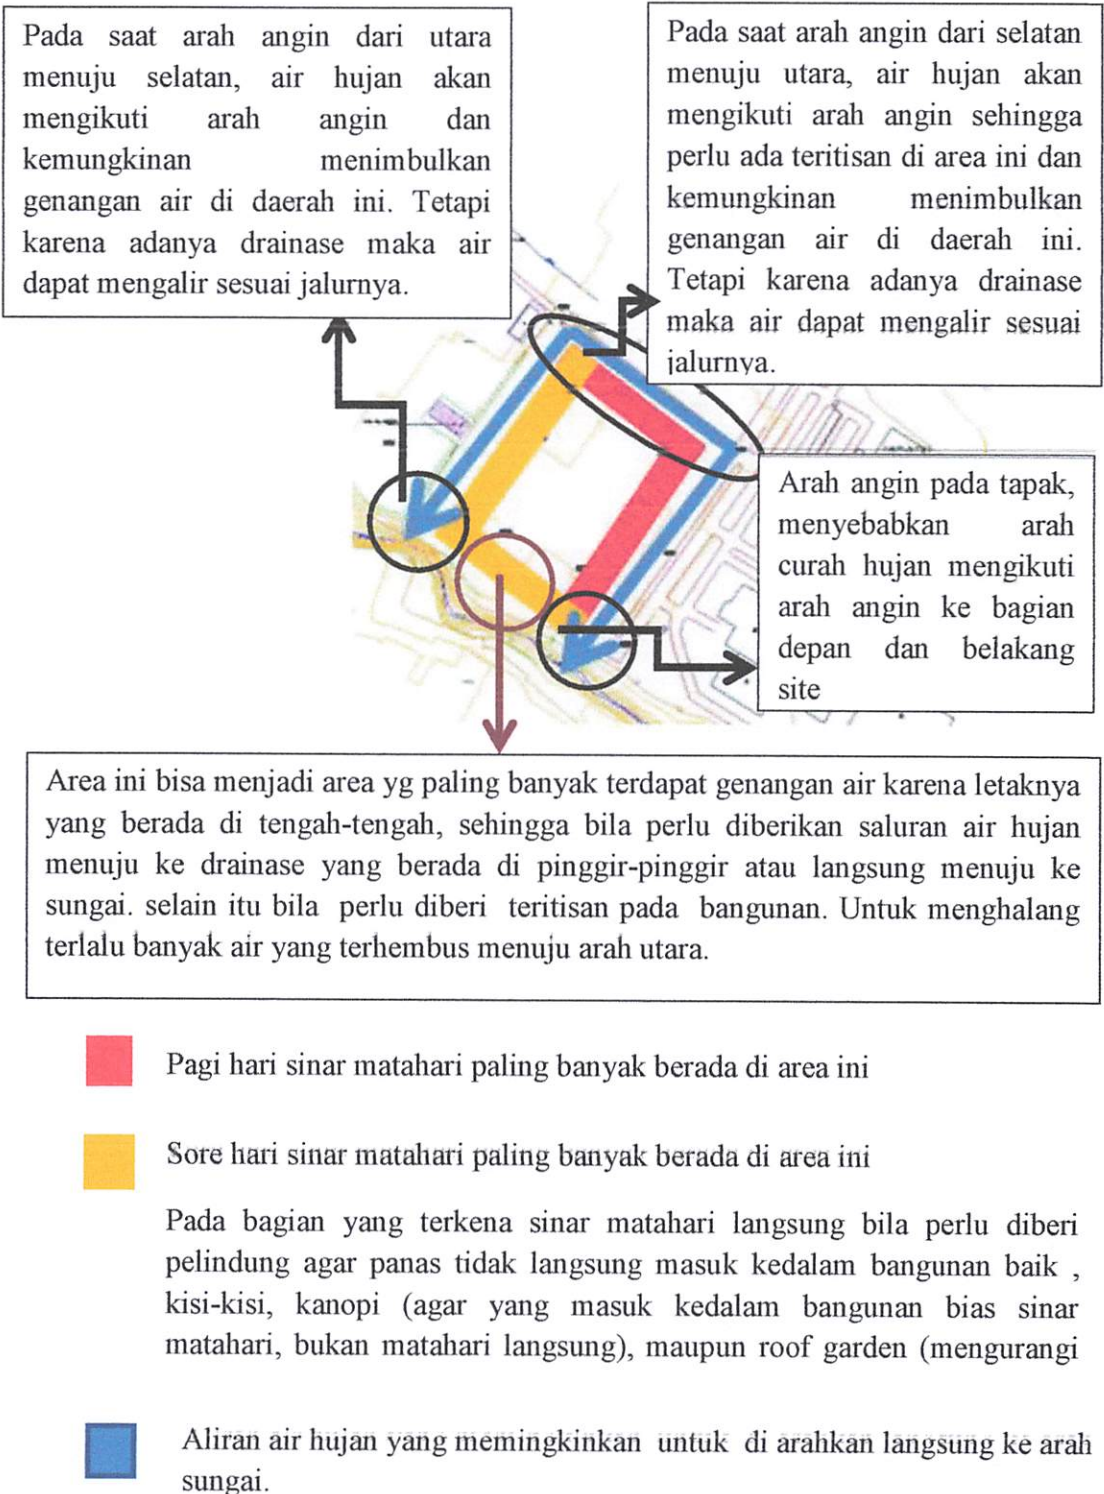 Pada saat arah angin dari utara
menuju selatan, air hujan akan
mengikuti arah angin dan
kemungkinan menimbulkan
genangan air di daerah ini. Tetapi
karena adanya drainase maka air
dapat mengalir sesuai jalurnya.
Pada saat arah angin dari selatan
menuju utara, air hujan akan
mengikuti arah angin sehingga
perlu ada teritisan di area ini dan
kemungkinan menimbulkan
genangan air di daerah ini.
Tetapi karena adanya drainase
maka air dapat mengalir sesuai
jalurnya.
Arah angin pada tapak,
menyebabkan arah
curah hujan mengikuti
arah angin ke bagian
depan dan belakang
site
Area ini bisa menjadi area yg paling banyak terdapat genangan air karena letaknya
yang berada di tengah-tengah, sehingga bila perlu diberikan saluran air hujan
menuju ke drainase yang berada di pinggir-pinggir atau langsung menuju ke
sungai. selain itu bila perlu diberi teritisan pada bangunan. Untuk menghalang
terlalu banyak air yang terhembus menuju arah utara.
Pagi hari sinar matahari paling banyak berada di area ini
Sore hari sinar matahari paling banyak berada di area ini
Pada bagian yang terkena sinar matahari langsung bila perlu diberi
pelindung agar panas tidak langsung masuk kedalam bangunan baik ,
kisi-kisi, kanopi (agar yang masuk kedalam bangunan bias sinar
matahari, bukan matahari langsung), maupun roof garden (mengurangi
Aliran air hujan yang memingkinkan untuk di arahkan langsung ke arah
sungai.